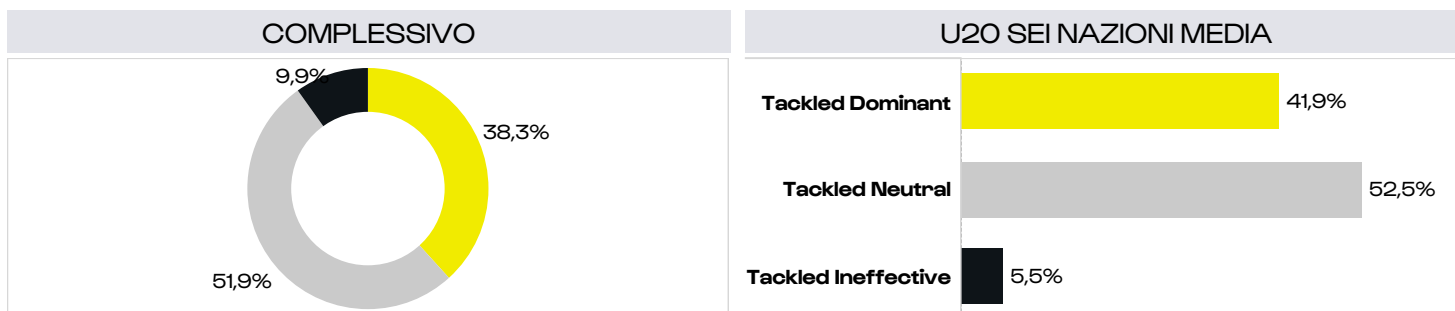 COMPLESSIVO
9,9%
38,3%
51,9%
U20 SEI NAZIONI MEDIA
Tackled Dominant
41,9%
Tackled Neutral
52,5%
Tackled Ineffective
5,5%